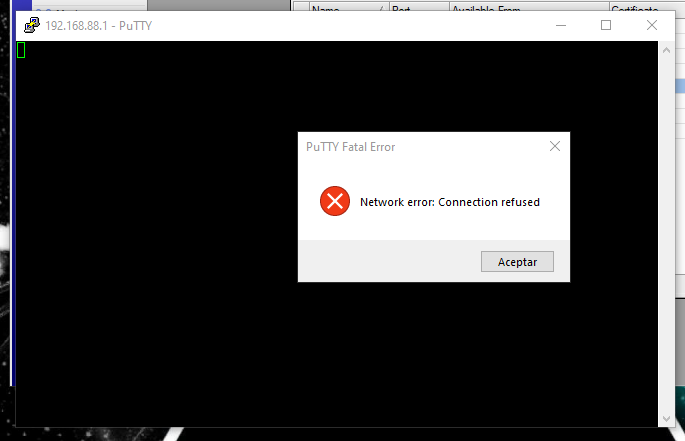 Name
Port
Available From
Certificate
192.168.88.1 - PuTTY
PuTTY Fatal Error
Network error: Connection refused
Aceptar